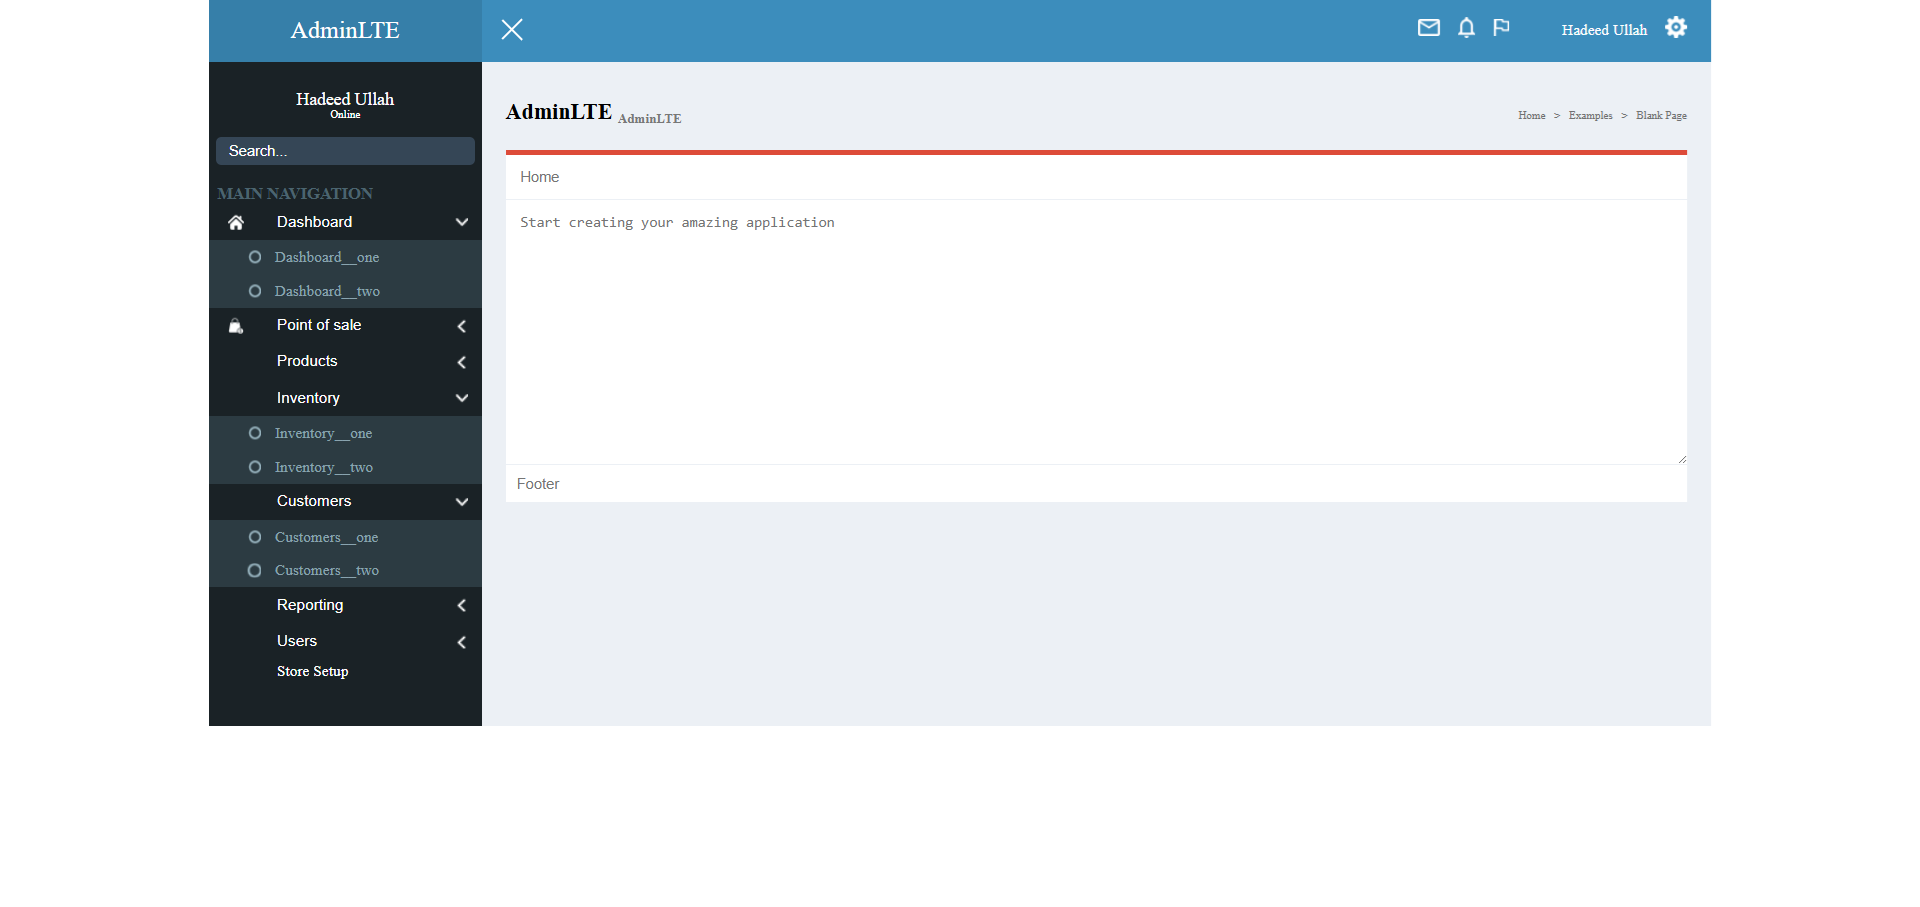 AdminLTE
Hadeed Ullah
Hadeed Ullah
Online
Search...
MAIN NAVIGATION
Dashboard
Dashboard__one
Dashboard__two
Point of sale
Products
Inventory
Inventory__one
Inventory__two
Customers
Customers__one
Customers__two
Reporting
Users
Store Setup
AdminLTE AdminLTE
Home > Examples > Blank Page
Home
Start creating your amazing application
Footer